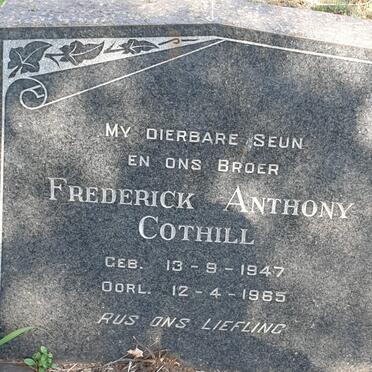 My Dierbare Seun
en ons Broer
Frederick Anthony
Cothill
Geb. 13-9-1947
Oorl. 12-4-1965
Rus ons Liefling